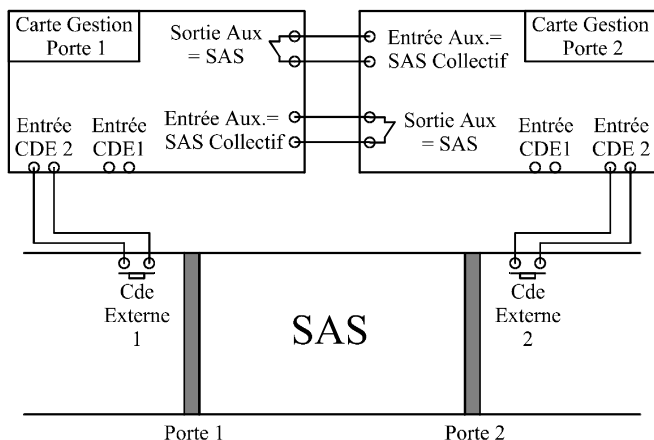 Carte Gestion
Porte 1
Sortie Aux
= SAS
Entrée Aux.=
SAS Collectif
Entrée
CDE 2
Entrée
CDE1
Entrée Aux.=
SAS Collectif
Carte Gestion
Porte 2
Sortie Aux
= SAS
Entrée
CDE1
Entrée
CDE 2
Cde
Externe
1
SAS
Cde
Externe
2
Porte 1
Porte 2